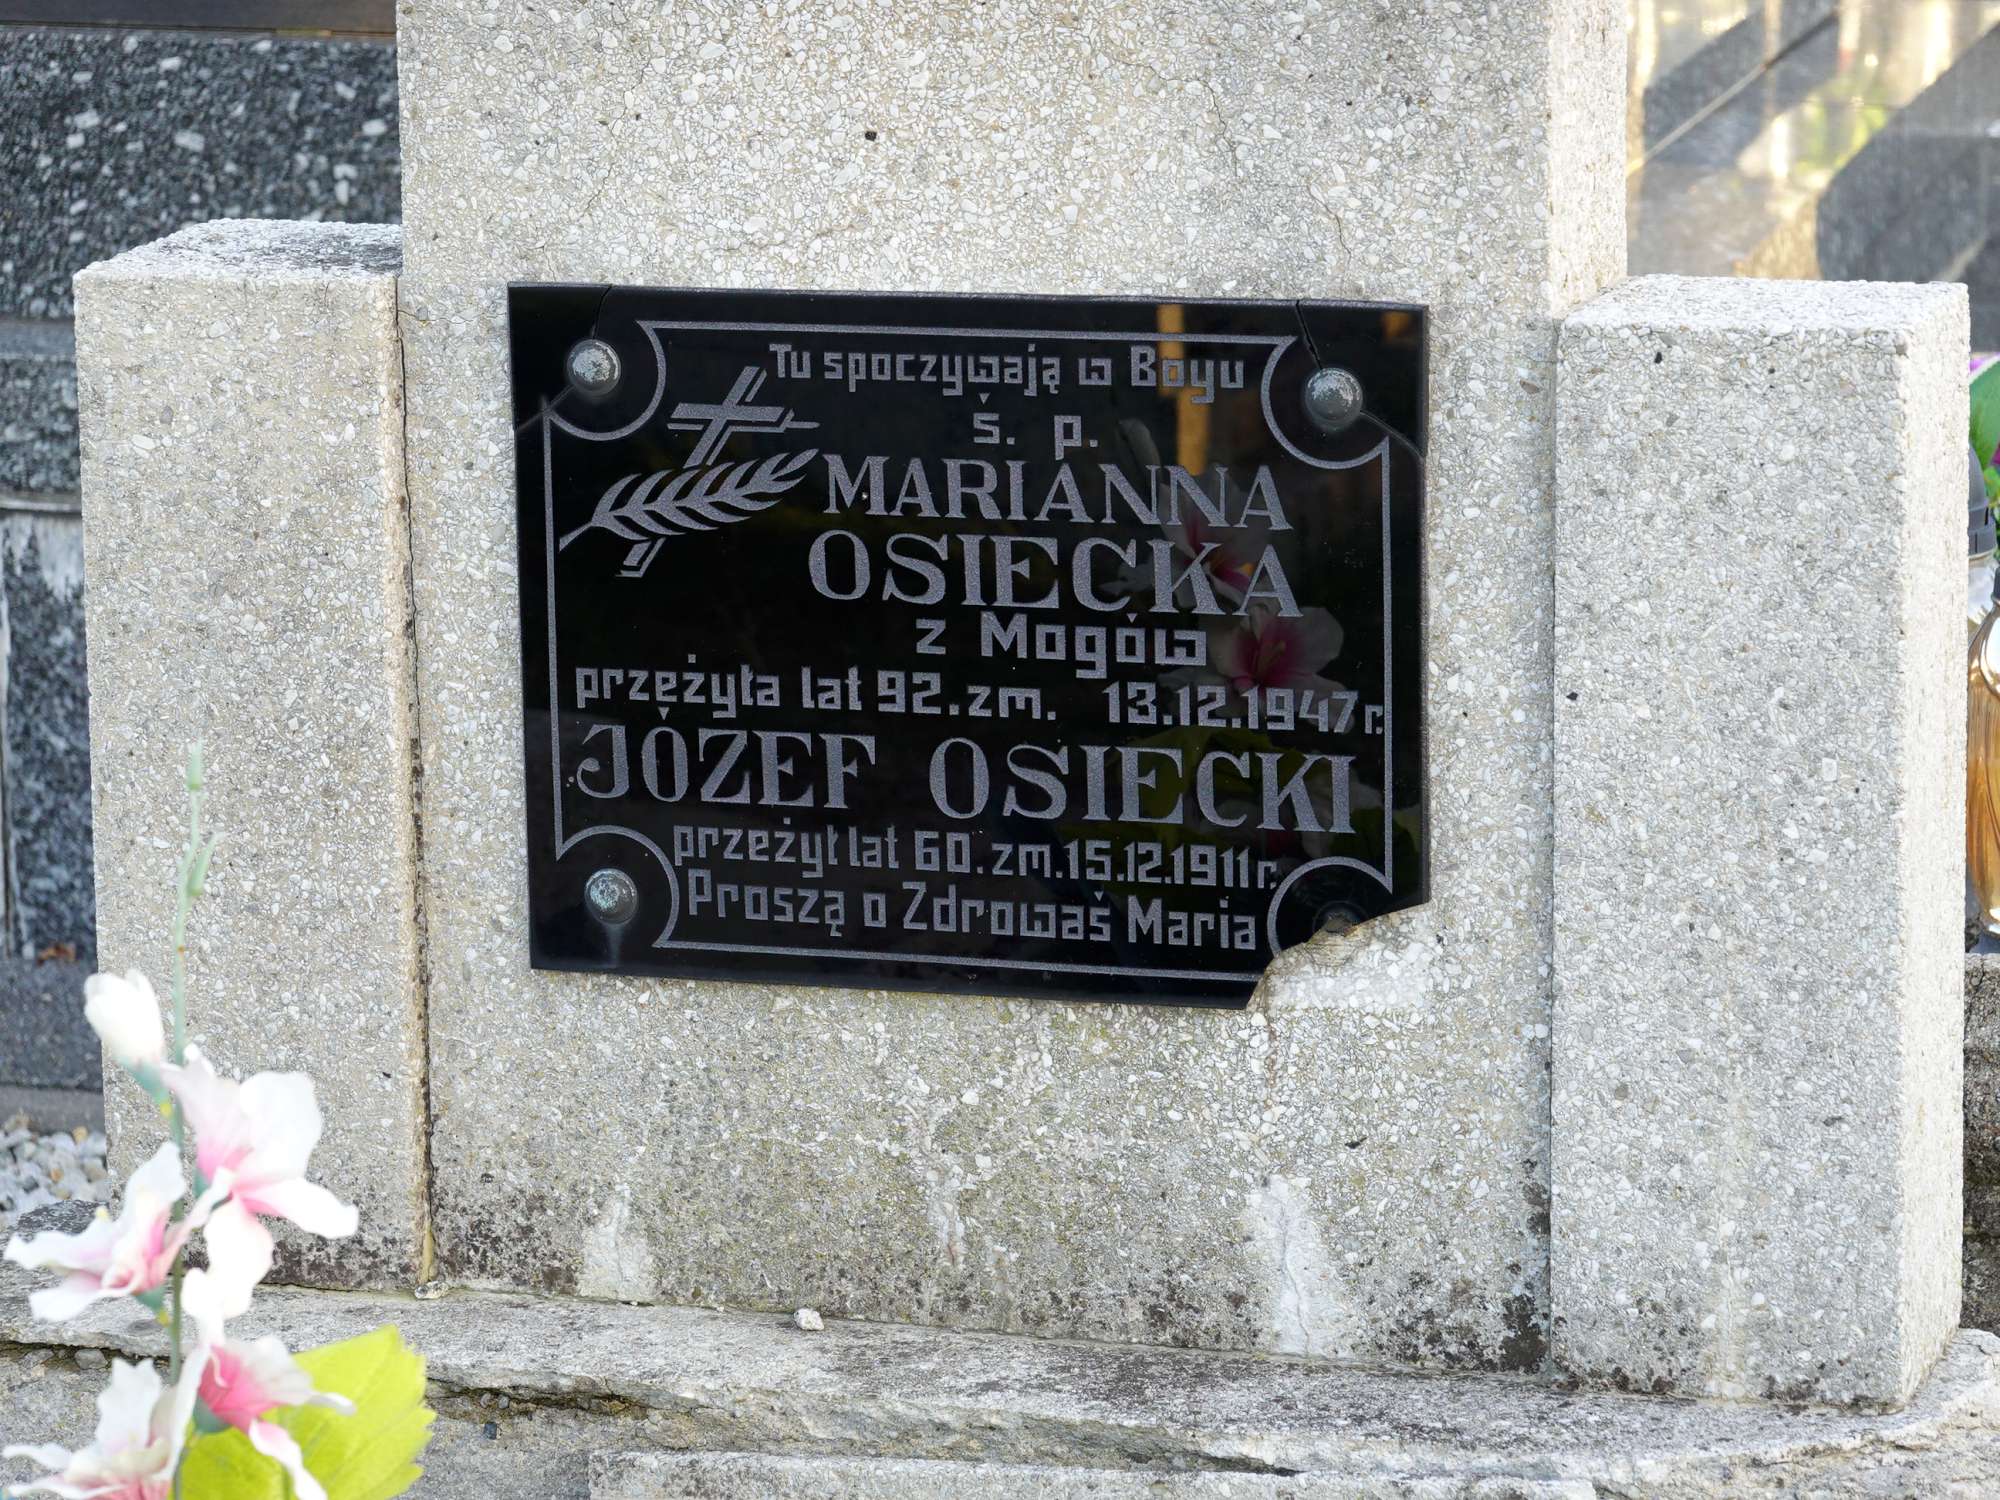 Tu spoczywają w Bogu
ś. p.
MARIANNA
OSIECKA
z Mogów
przeżyła lat 92. zm. 13.12.1947 r.
JÓZEF OSIECKI
przeżył lat 60. zm. 15.12.1911 r.
Proszą o Zdrowaś Maria